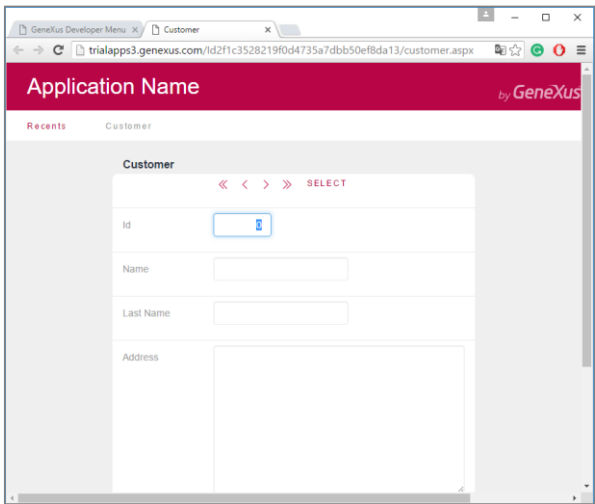 GeneXus Developer Menu
Customer
trialapps3.genexus.com/Id2f1c3528219f0d4735a7dbb50ef8da13/customer.aspx
Application Name
by GeneXus
Recents
Customer
Customer
SELECT
Id
0
Name
Last Name
Address